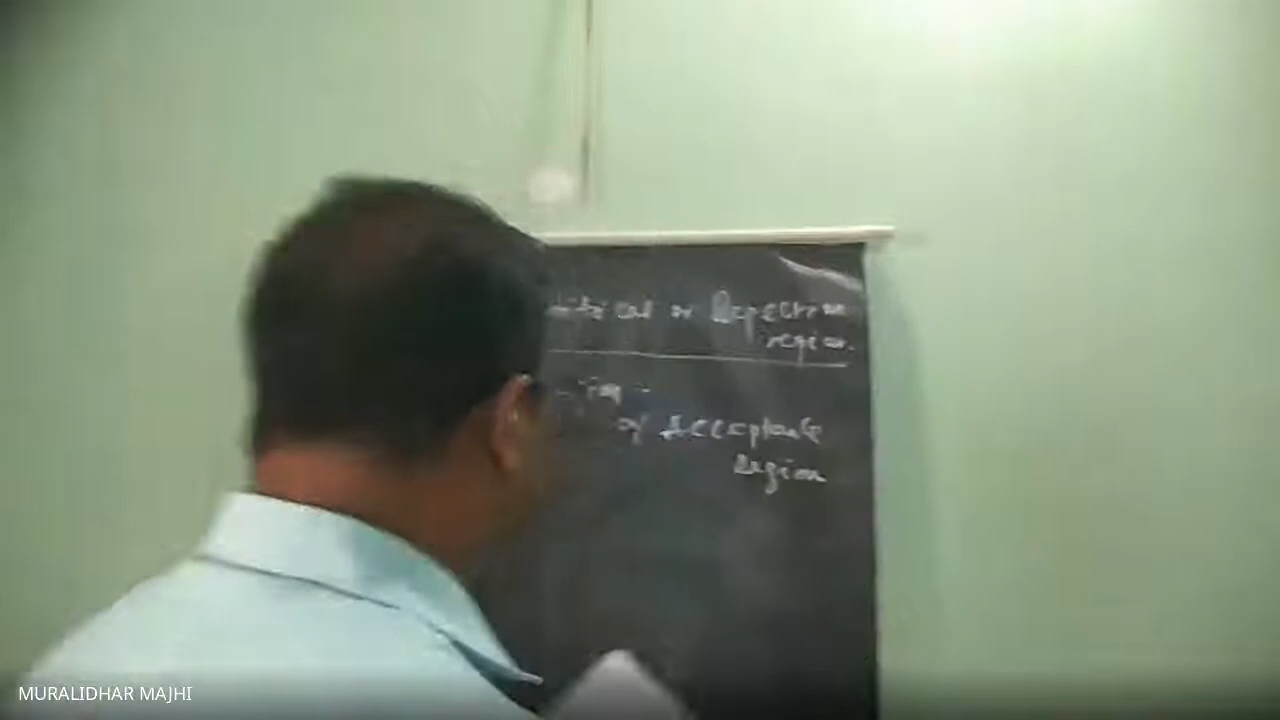 or Rejection
region.
of Acceptance
Region
MURALIDHAR MAJHI